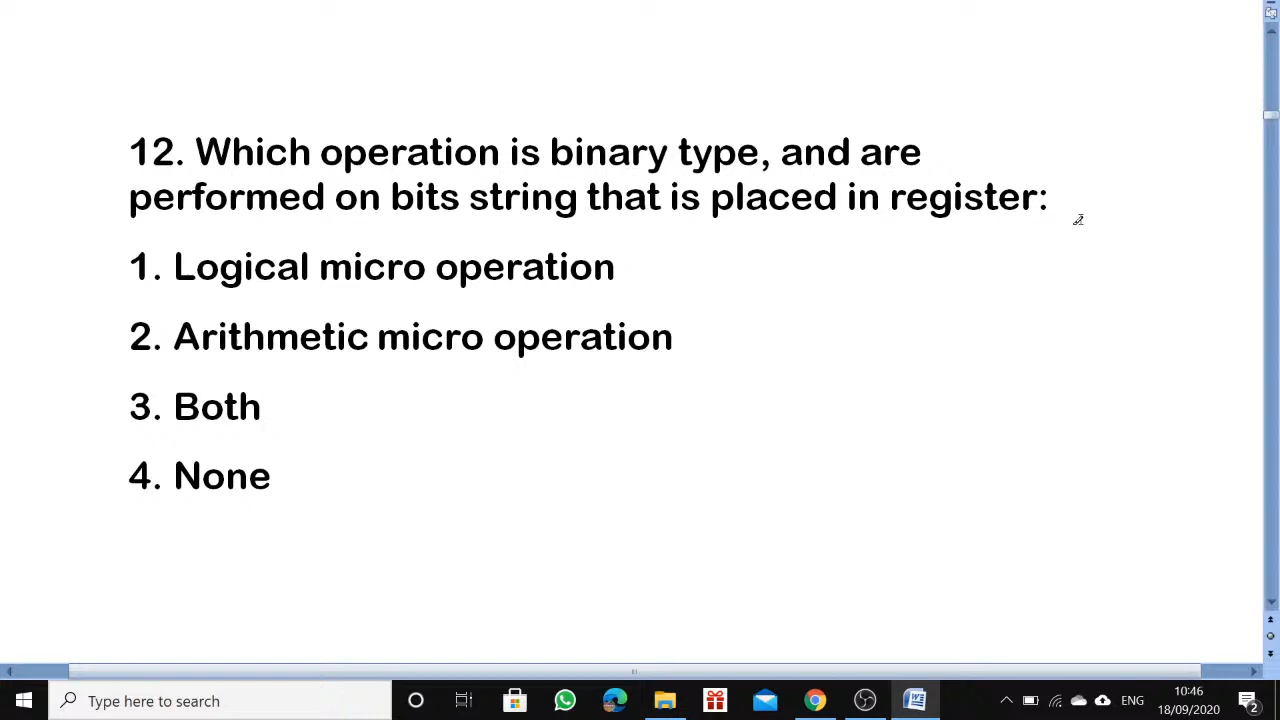 12. Which operation is binary type, and are
performed on bits string that is placed in register:
1. Logical micro operation
2. Arithmetic micro operation
3. Both
4. None
Type here to search
ENG
10:46
18/09/2020
2